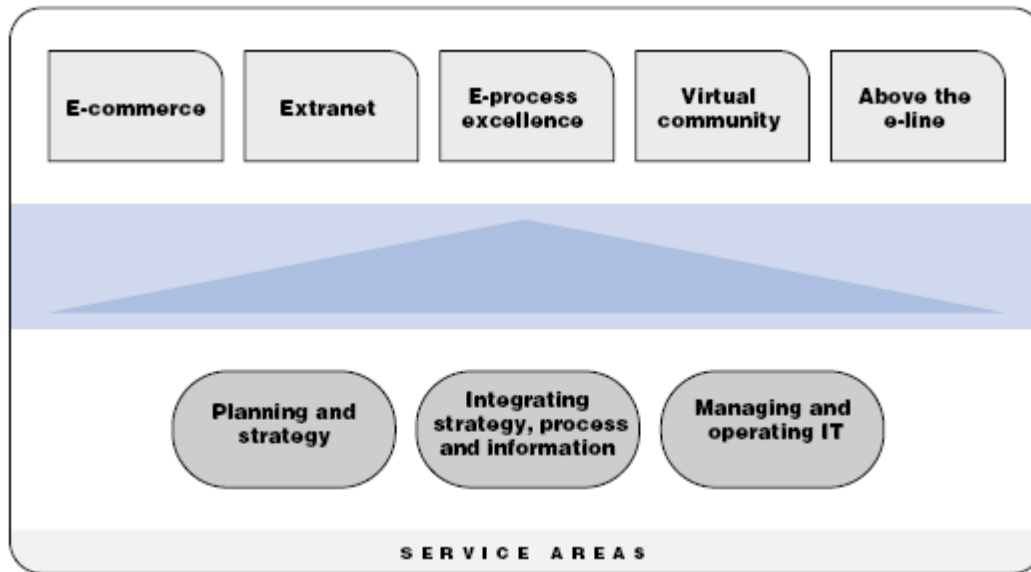 E-commerce
Extranet
E-process
excellence
Virtual
community
Above the
e-line
Planning and
strategy
Integrating
strategy, process
and information
Managing and
operating IT
SERVICE AREAS